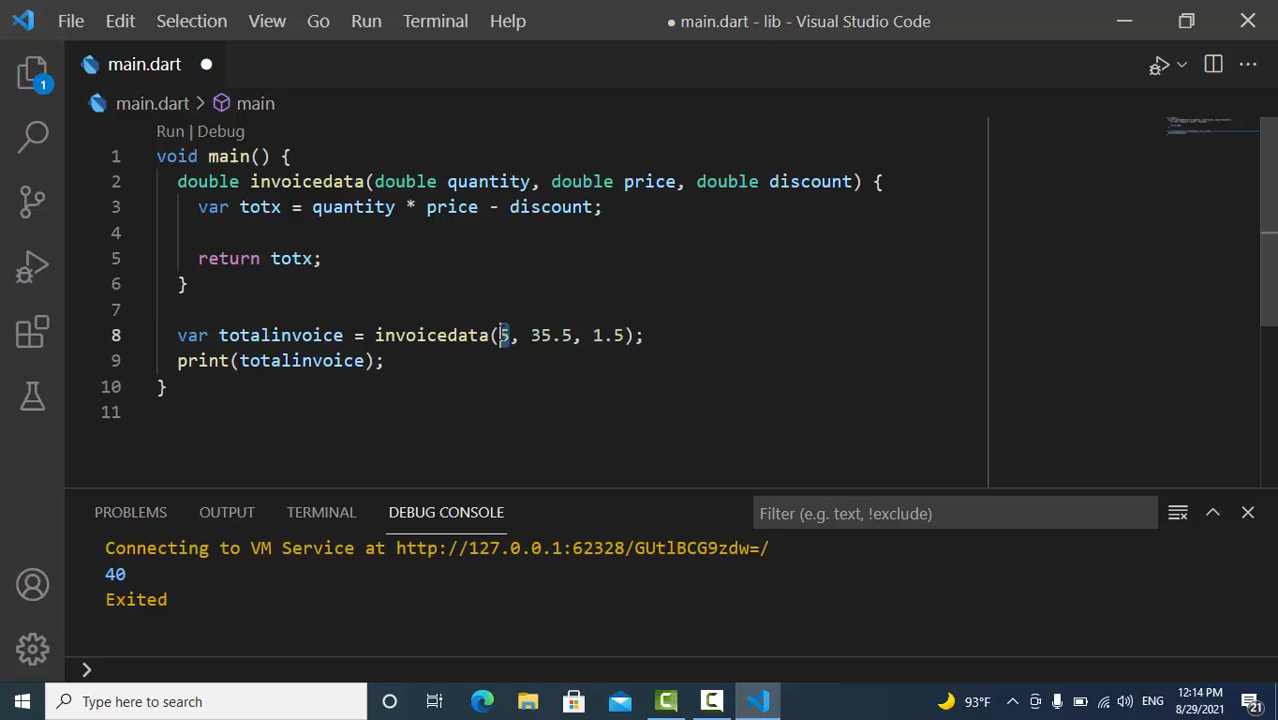 File Edit Selection View Go Run Terminal Help ● main.dart - lib - Visual Studio Code
main.dart
1
main.dart > main
Run | Debug
1 void main() {
2 double invoicedata(double quantity, double price, double discount) {
3 var totx = quantity * price - discount;
4
5 return totx;
6 }
7
8 var totalinvoice = invoicedata(5, 35.5, 1.5);
9 print(totalinvoice);
10 }
11
PROBLEMS OUTPUT TERMINAL DEBUG CONSOLE Filter (e.g. text, !exclude)
Connecting to VM Service at http://127.0.0.1:62328/GUtlBCG9zdw=/
40
Exited
>
Type here to search
93°F ENG 12:14 PM
8/29/2021 21